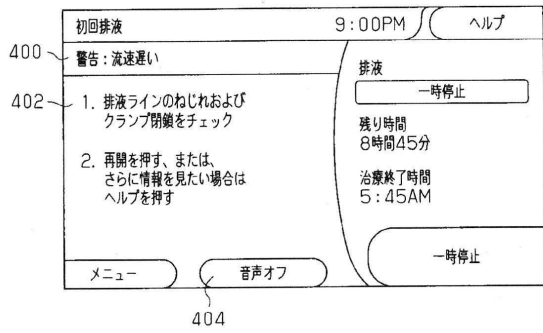 初回排液
9:00PM
ヘルプ
400
警告:流速遅い
402
1. 排液ラインのねじれおよび
クランプ閉鎖をチェック
2. 再開を押す、または、
さらに情報を見たい場合は
ヘルプを押す
排液
一時停止
残り時間
8時間45分
治療終了時間
5:45AM
メニュー
音声オフ
一時停止
404